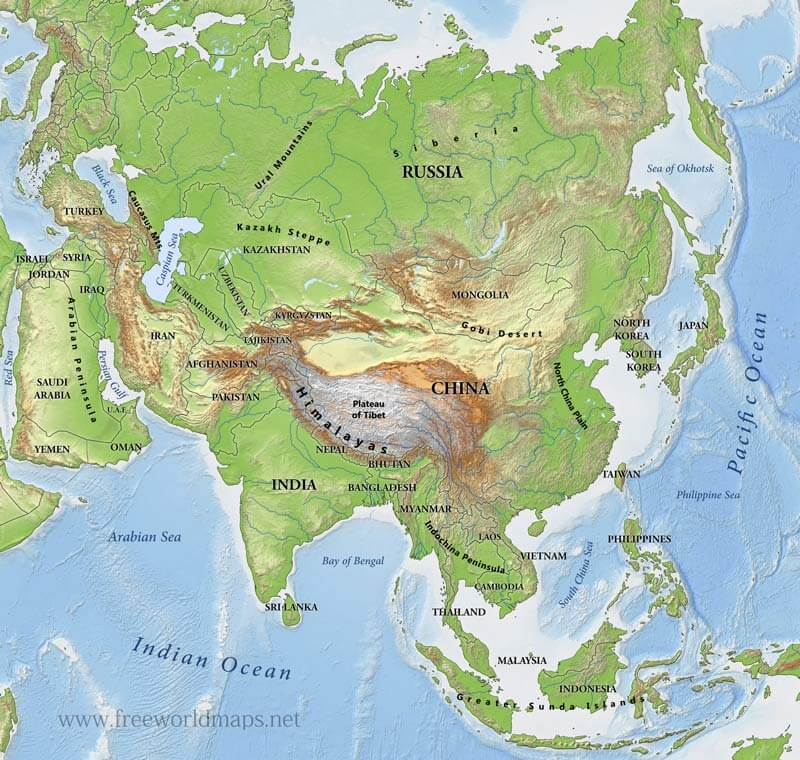 Siberia
RUSSIA
Ural Mountains
Sea of Okhotsk
Black Sea
TURKEY
Caucasus Mts.
Caspian Sea
Kazakh Steppe
KAZAKHSTAN
ISRAEL
SYRIA
JORDAN
IRAQ
TURKMENISTAN
UZBEKISTAN
KYRGYZSTAN
TAJIKISTAN
MONGOLIA
Gobi Desert
NORTH
KOREA
JAPAN
SOUTH
KOREA
IRAN
AFGHANISTAN
PAKISTAN
Arabian Peninsula
Persian Gulf
Red Sea
SAUDI
ARABIA
U.A.E.
YEMEN
OMAN
CHINA
Plateau
of Tibet
Himalayas
North China Plain
Pacific Ocean
NEPAL
BHUTAN
INDIA
BANGLADESH
MYANMAR
TAIWAN
Philippine Sea
Arabian Sea
Bay of Bengal
LAOS
Indochina Peninsula
VIETNAM
South China Sea
PHILIPPINES
CAMBODIA
SRI LANKA
THAILAND
Indian Ocean
MALAYSIA
INDONESIA
Greater Sunda Islands
www.freeworldmaps.net